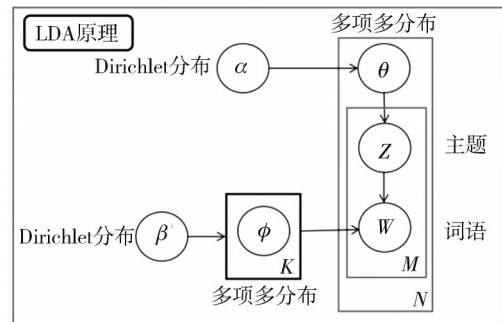 LDA原理
多项多分布
Dirichlet分布
α
θ
Z
主题
Dirichlet分布
β
ϕ
W
词语
K
M
多项多分布
N